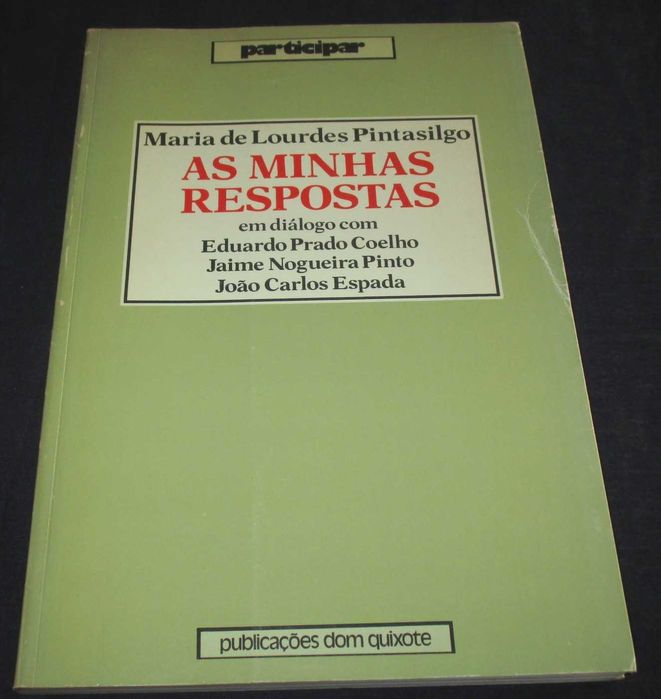 participar
Maria de Lourdes Pintasilgo
AS MINHAS
RESPOSTAS
em diálogo com
Eduardo Prado Coelho
Jaime Nogueira Pinto
João Carlos Espada
publicações dom quixote